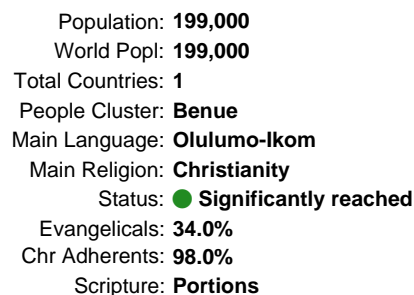 Population: 199,000
World Popl: 199,000
Total Countries: 1
People Cluster: Benue
Main Language: Olulumo-Ikom
Main Religion: Christianity
Status: Significantly reached
Evangelicals: 34.0%
Chr Adherents: 98.0%
Scripture: Portions